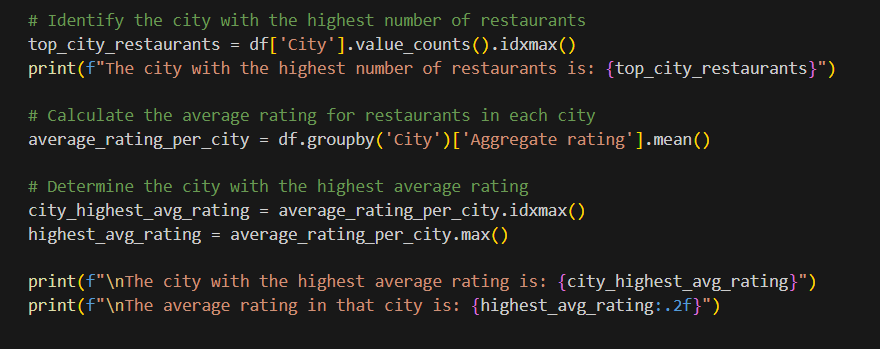 # Identify the city with the highest number of restaurants
top_city_restaurants = df['City'].value_counts().idxmax()
print(f"The city with the highest number of restaurants is: {top_city_restaurants}")
# Calculate the average rating for restaurants in each city
average_rating_per_city = df.groupby('City')['Aggregate rating'].mean()
# Determine the city with the highest average rating
city_highest_avg_rating = average_rating_per_city.idxmax()
highest_avg_rating = average_rating_per_city.max()
print(f"\nThe city with the highest average rating is: {city_highest_avg_rating}")
print(f"\nThe average rating in that city is: {highest_avg_rating:.2f}")